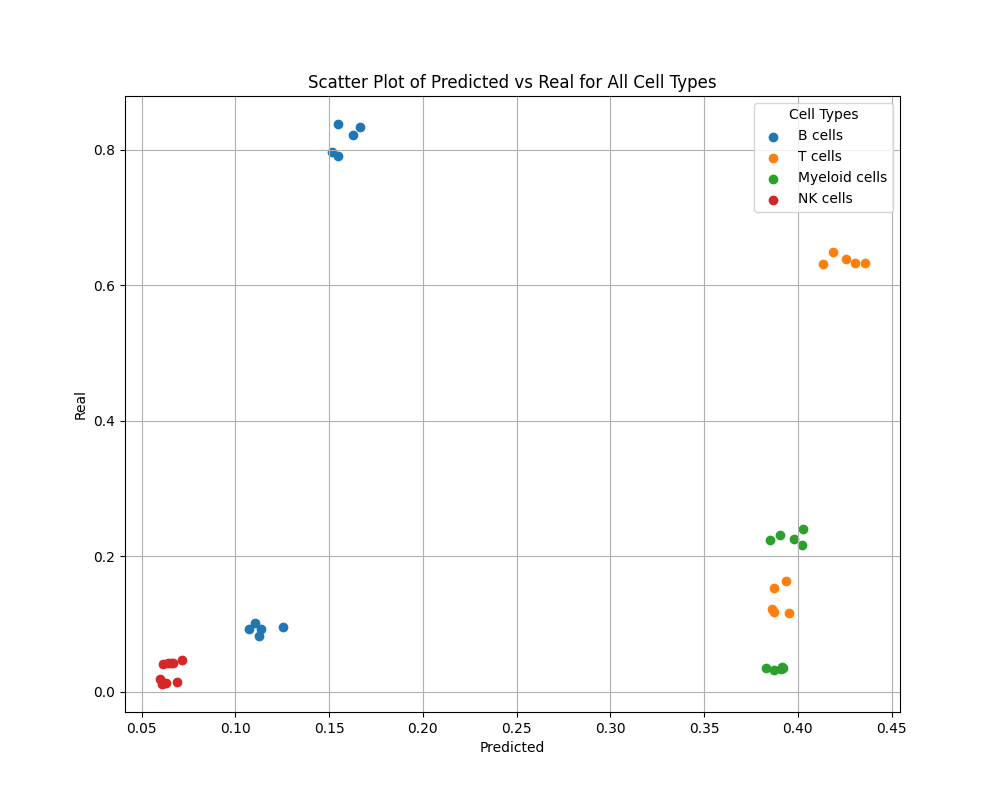 Scatter Plot of Predicted vs Real for All Cell Types
Cell Types
B cells
T cells
Myeloid cells
NK cells
0.8
0.6
0.4
0.2
0.0
Real
0.05 0.10 0.15 0.20 0.25 0.30 0.35 0.40 0.45
Predicted